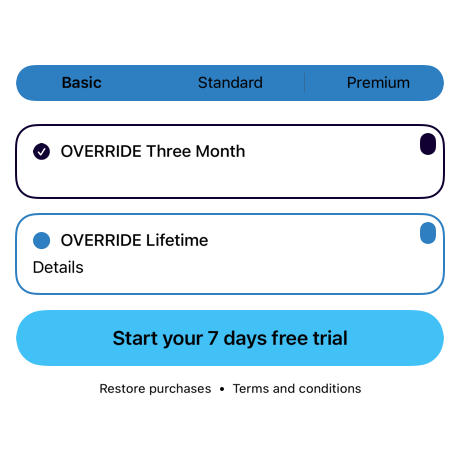 Basic Standard Premium
OVERRIDE Three Month
OVERRIDE Lifetime
Details
Start your 7 days free trial
Restore purchases • Terms and conditions